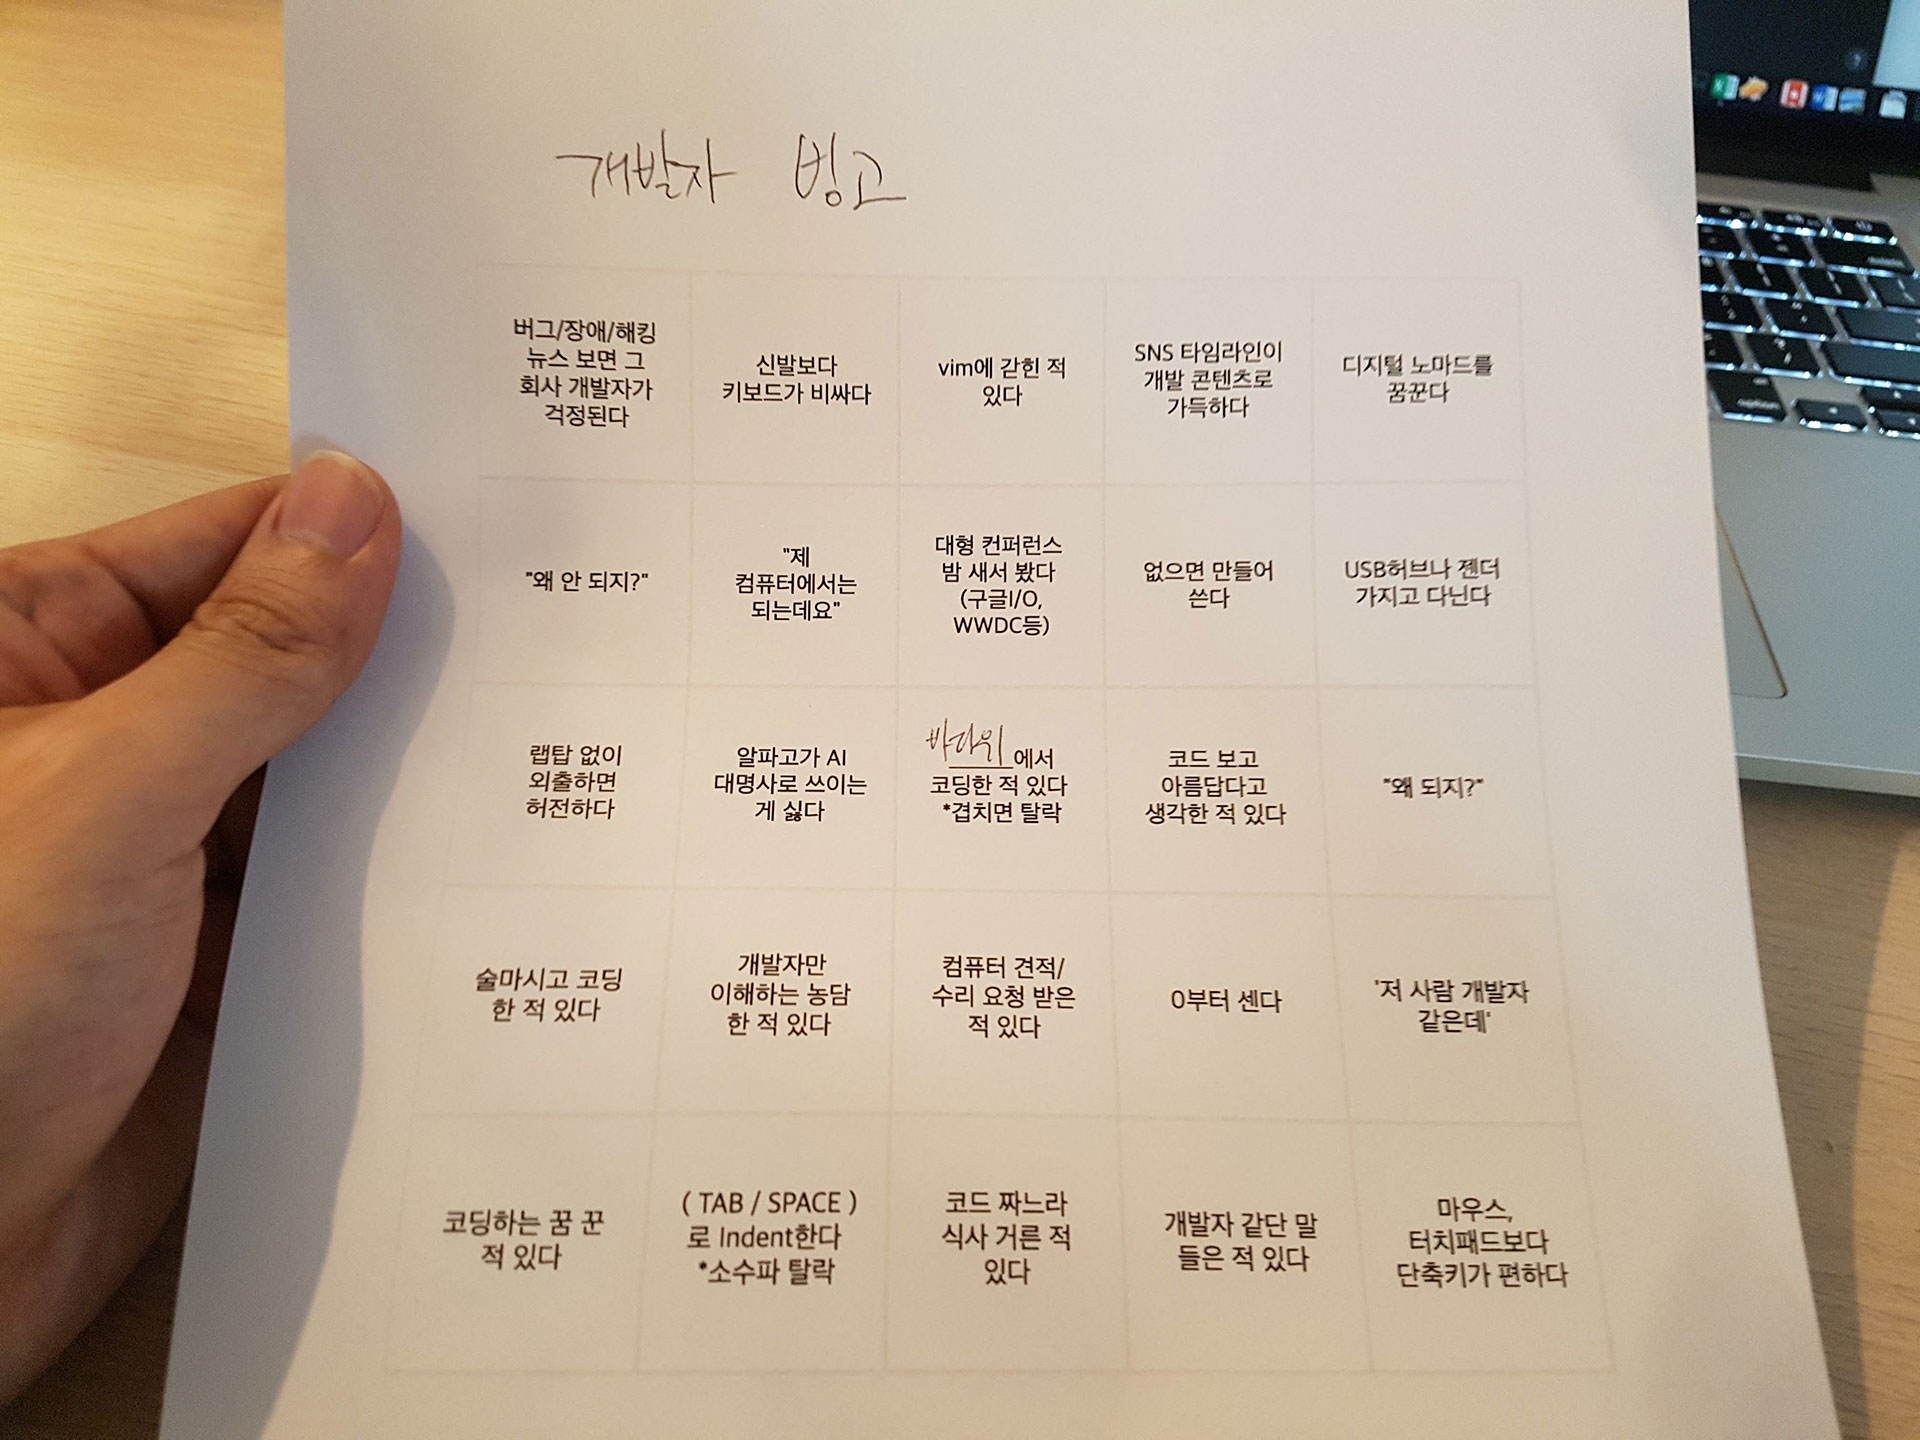 개발자 빙고
버그/장애/해킹
뉴스 보면 그
회사 개발자가
걱정된다
신발보다
키보드가 비싸다
vim에 갇힌 적
있다
SNS 타임라인이
개발 콘텐츠로
가득하다
디지털 노마드를
꿈꾼다
"왜 안 되지?"
"제
컴퓨터에서는
되는데요"
대형 컨퍼런스
밤 새서 봤다
(구글I/O,
WWDC등)
없으면 만들어
쓴다
USB허브나 젠더
가지고 다닌다
랩탑 없이
외출하면
허전하다
알파고가 AI
대명사로 쓰이는
게 싫다
바다위에서
코딩한 적 있다
*겹치면 탈락
코드 보고
아름답다고
생각한 적 있다
"왜 되지?"
술마시고 코딩
한 적 있다
개발자만
이해하는 농담
한 적 있다
컴퓨터 견적/
수리 요청 받은
적 있다
0부터 센다
'저 사람 개발자
같은데'
코딩하는 꿈 꾼
적 있다
( TAB / SPACE )
로 Indent한다
*소수파 탈락
코드 짜느라
식사 거른 적
있다
개발자 같단 말
들은 적 있다
마우스,
터치패드보다
단축키가 편하다